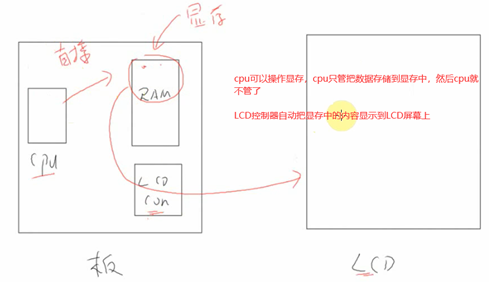 显存
直接
RAM
cpu
LCD
con
板
cpu可以操作显存，cpu只管把数据存储到显存中，然后cpu就
不管了
LCD控制器自动把显存中的内容显示到LCD屏幕上
LCD